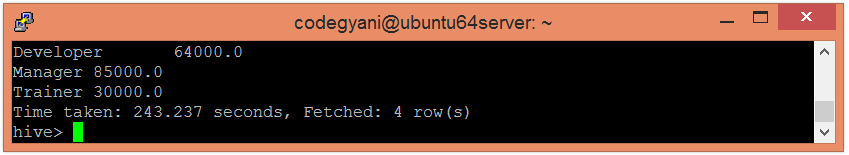 codegyani@ubuntu64server: ~
Developer 64000.0
Manager 85000.0
Trainer 30000.0
Time taken: 243.237 seconds, Fetched: 4 row(s)
hive>